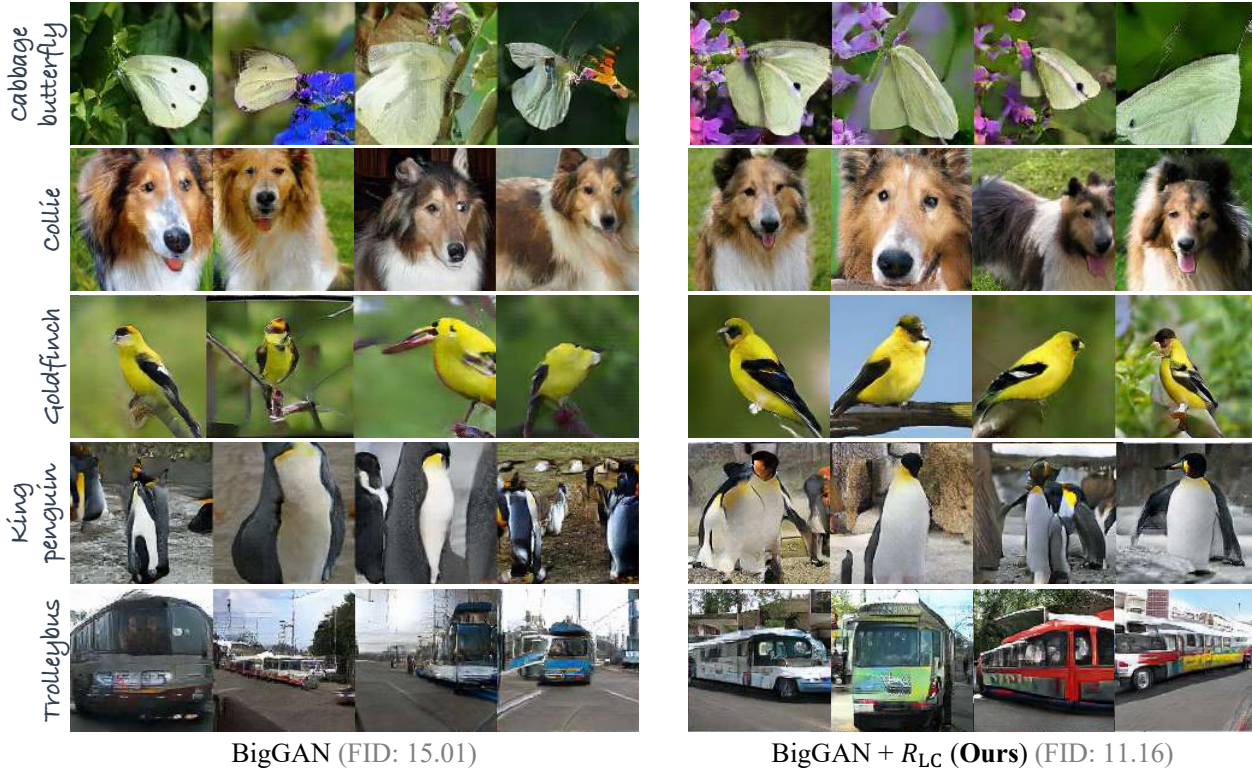 Cabbage
butterfly
Collie
Goldfinch
King
penguin
Trolleybus
BigGAN (FID: 15.01)
BigGAN + R_LC (Ours) (FID: 11.16)